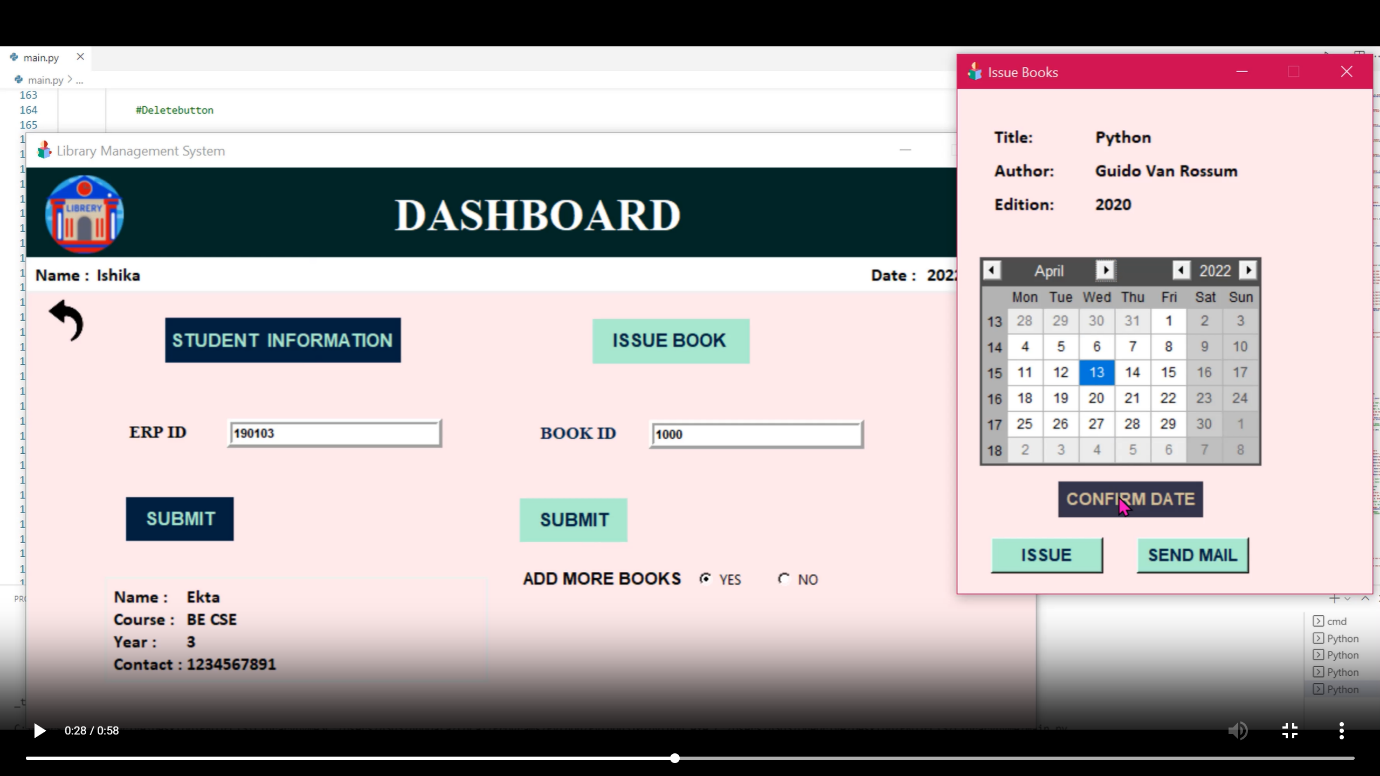 main.py
main.py > ...
163
164 #Deletebutton
165
Library Management System
LIBRERY
DASHBOARD
Name : Ishika
Date : 2022
STUDENT INFORMATION
ISSUE BOOK
ERP ID 190103
BOOK ID 1000
SUBMIT
SUBMIT
ADD MORE BOOKS YES NO
Name : Ekta
Course : BE CSE
Year : 3
Contact : 1234567891
Issue Books
Title: Python
Author: Guido Van Rossum
Edition: 2020
April 2022
Mon Tue Wed Thu Fri Sat Sun
13 28 29 30 31 1 2 3
14 4 5 6 7 8 9 10
15 11 12 13 14 15 16 17
16 18 19 20 21 22 23 24
17 25 26 27 28 29 30 1
18 2 3 4 5 6 7 8
CONFIRM DATE
ISSUE
SEND MAIL
cmd
Python
Python
Python
Python
0:28 / 0:58